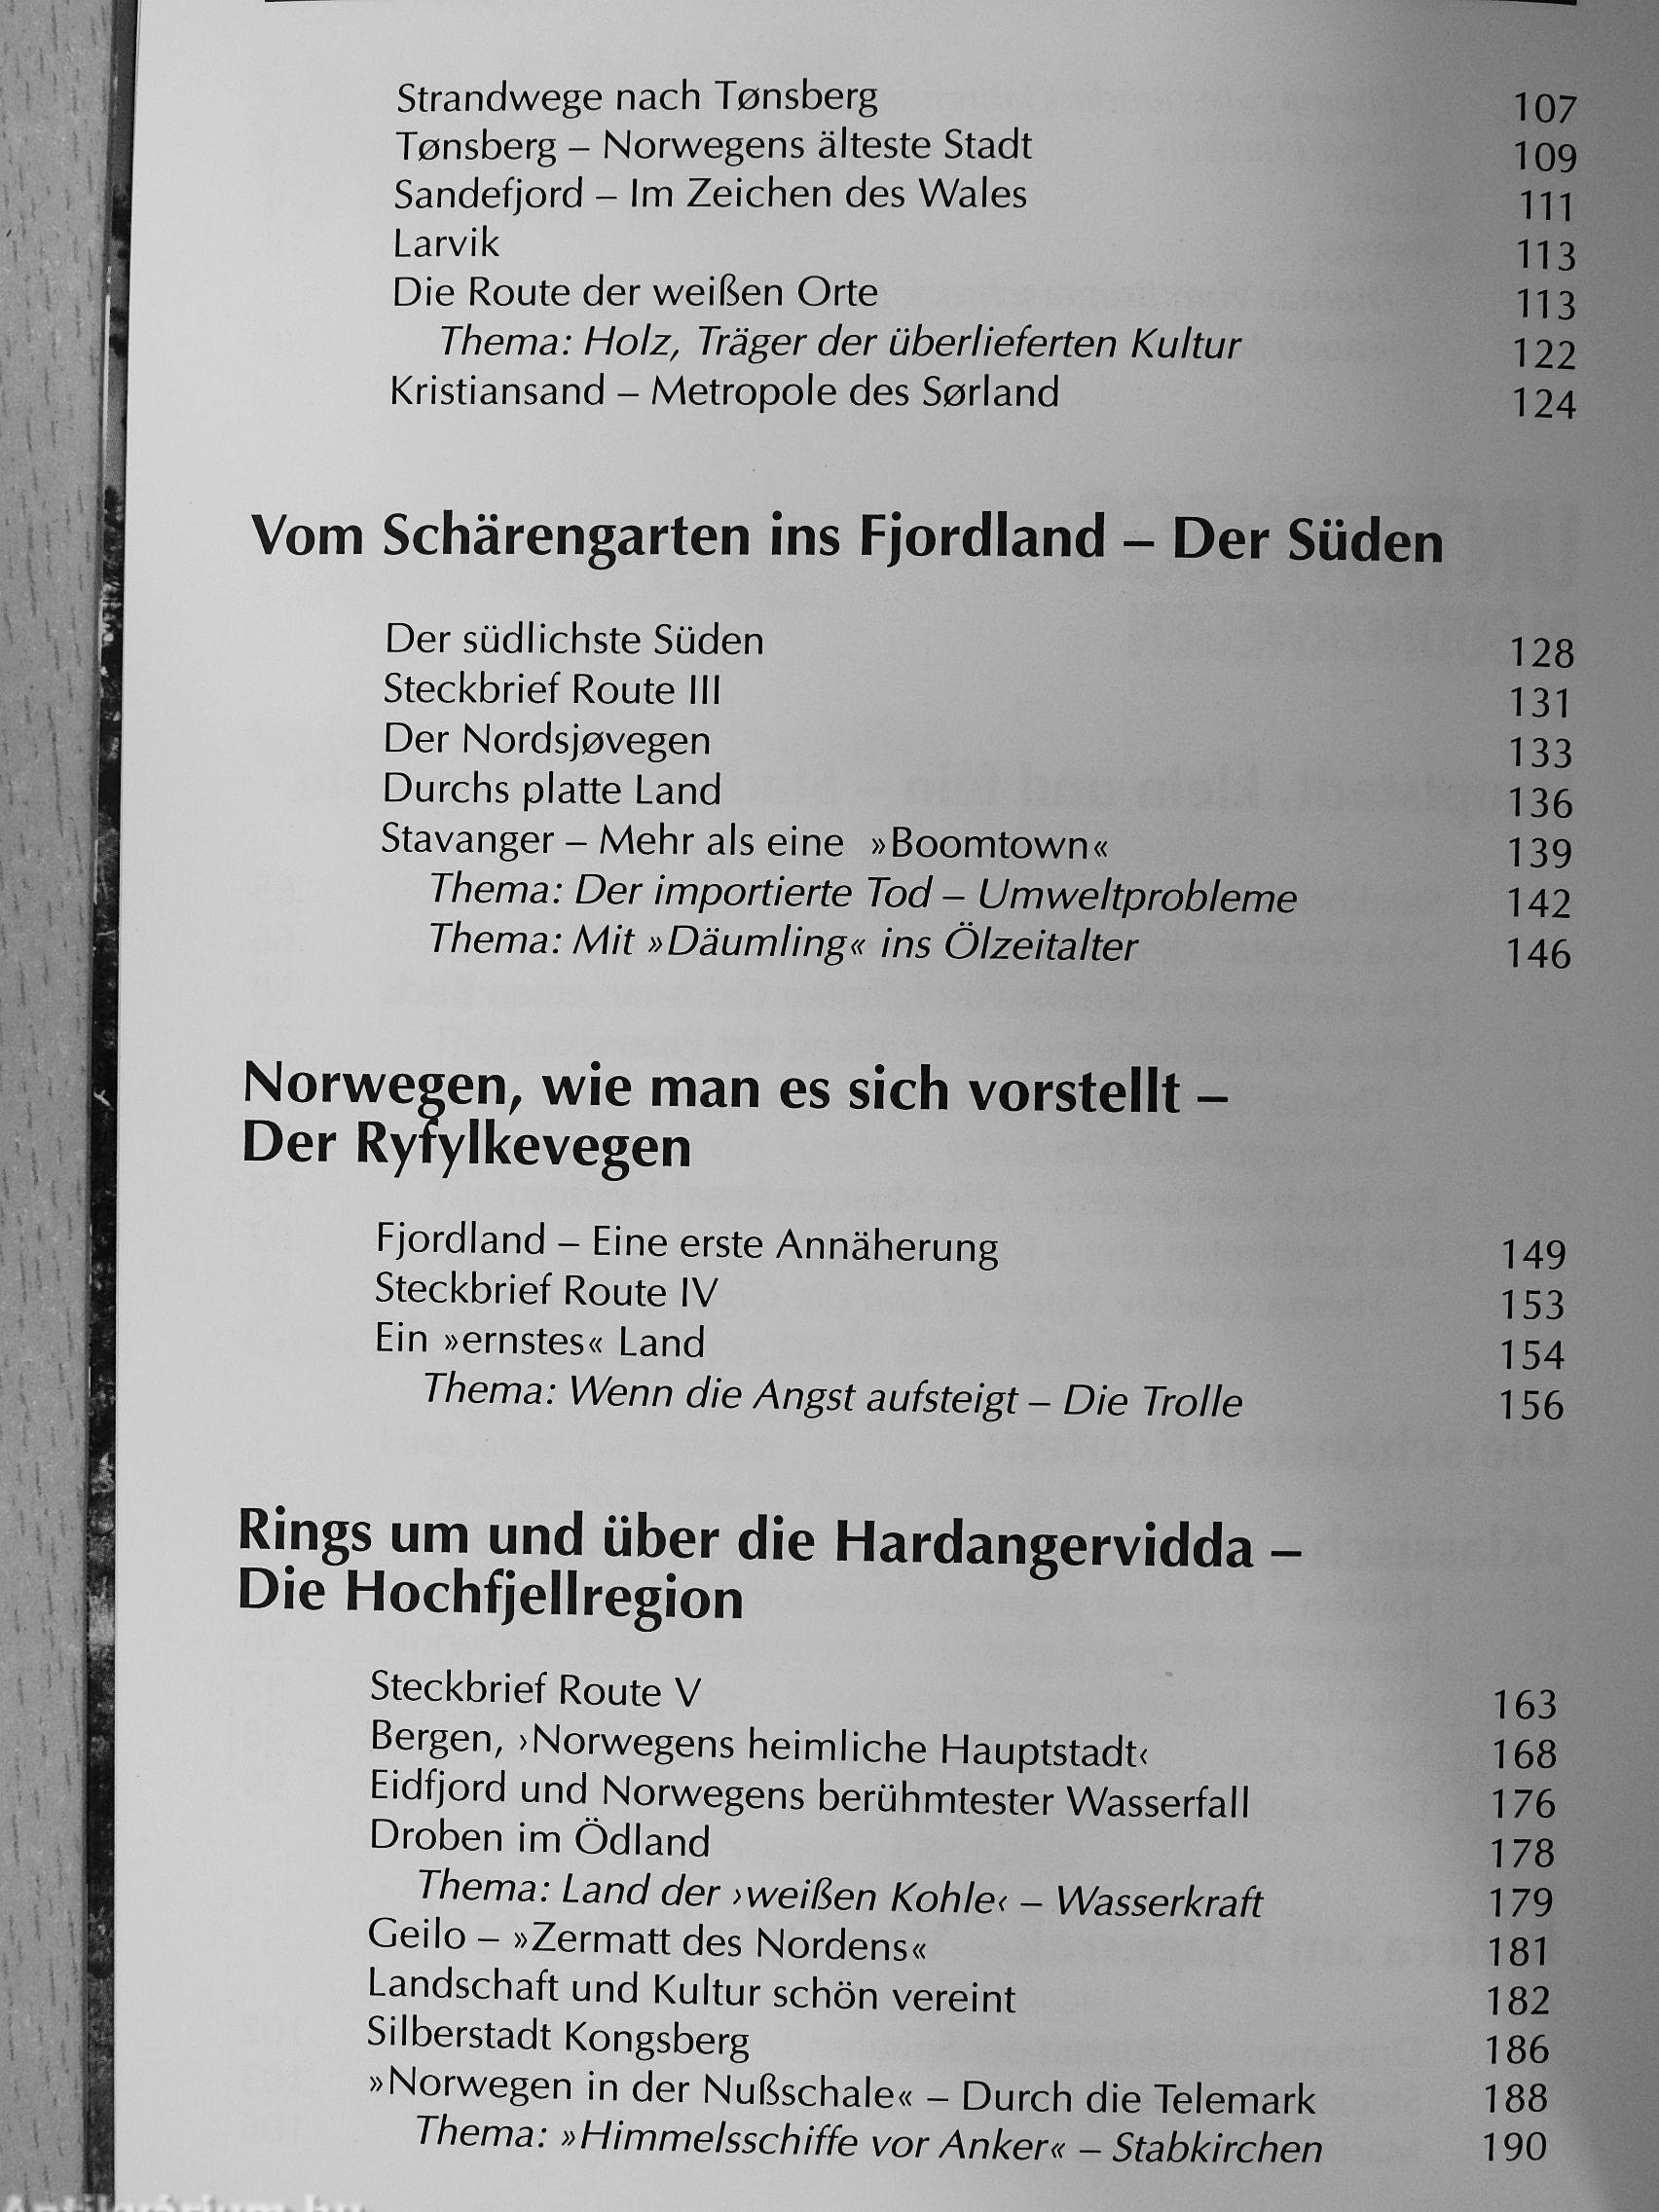 Strandwege nach Tønsberg 107
Tønsberg – Norwegens älteste Stadt 109
Sandefjord – Im Zeichen des Wales 111
Larvik 113
Die Route der weißen Orte 113
Thema: Holz, Träger der überlieferten Kultur 122
Kristiansand – Metropole des Sørland 124
Vom Schärengarten ins Fjordland – Der Süden
Der südlichste Süden 128
Steckbrief Route III 131
Der Nordsjøvegen 133
Durchs platte Land 136
Stavanger – Mehr als eine »Boomtown« 139
Thema: Der importierte Tod – Umweltprobleme 142
Thema: Mit »Däumling« ins Ölzeitalter 146
Norwegen, wie man es sich vorstellt –
Der Ryfylkevegen
Fjordland – Eine erste Annäherung 149
Steckbrief Route IV 153
Ein »ernstes« Land 154
Thema: Wenn die Angst aufsteigt – Die Trolle 156
Rings um und über die Hardangervidda –
Die Hochfjellregion
Steckbrief Route V 163
Bergen, ›Norwegens heimliche Hauptstadt‹ 168
Eidfjord und Norwegens berühmtester Wasserfall 176
Droben im Ödland 178
Thema: Land der ›weißen Kohle‹ – Wasserkraft 179
Geilo – »Zermatt des Nordens« 181
Landschaft und Kultur schön vereint 182
Silberstadt Kongsberg 186
»Norwegen in der Nußschale« – Durch die Telemark 188
Thema: »Himmelsschiffe vor Anker« – Stabkirchen 190